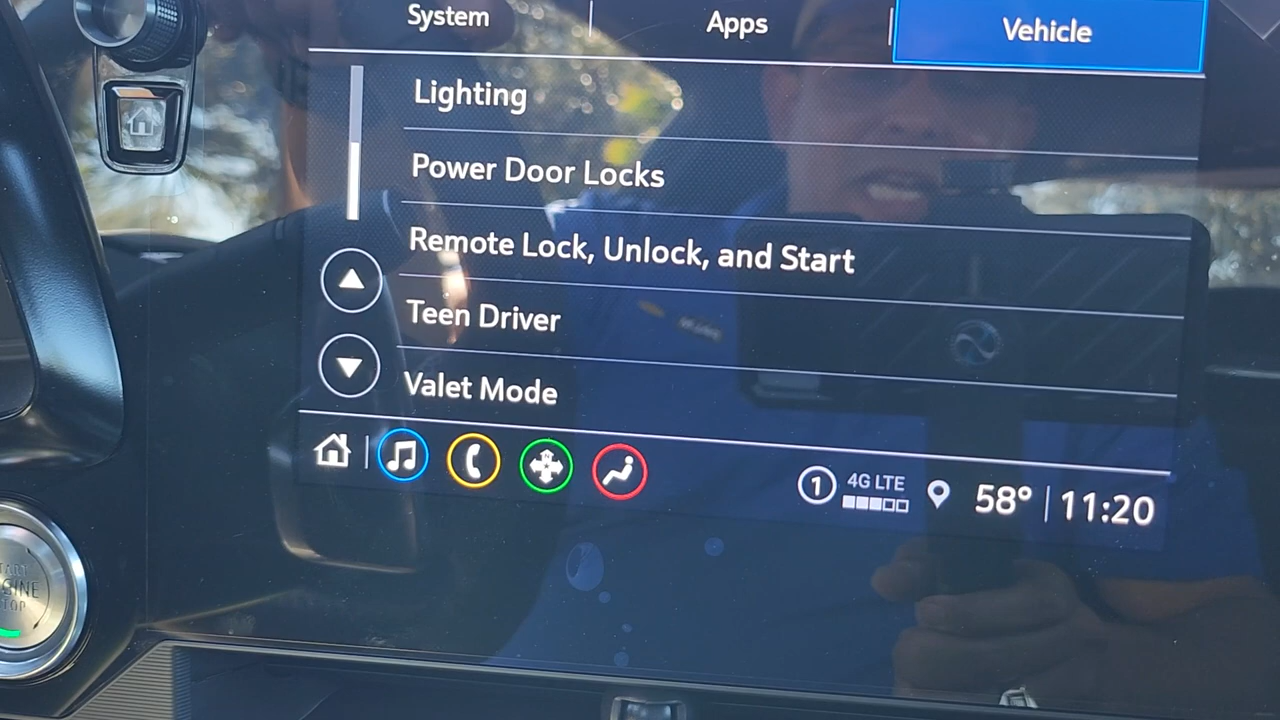 System
Apps
Vehicle
Lighting
Power Door Locks
Remote Lock, Unlock, and Start
Teen Driver
Valet Mode
N
1
4G LTE
58° | 11:20